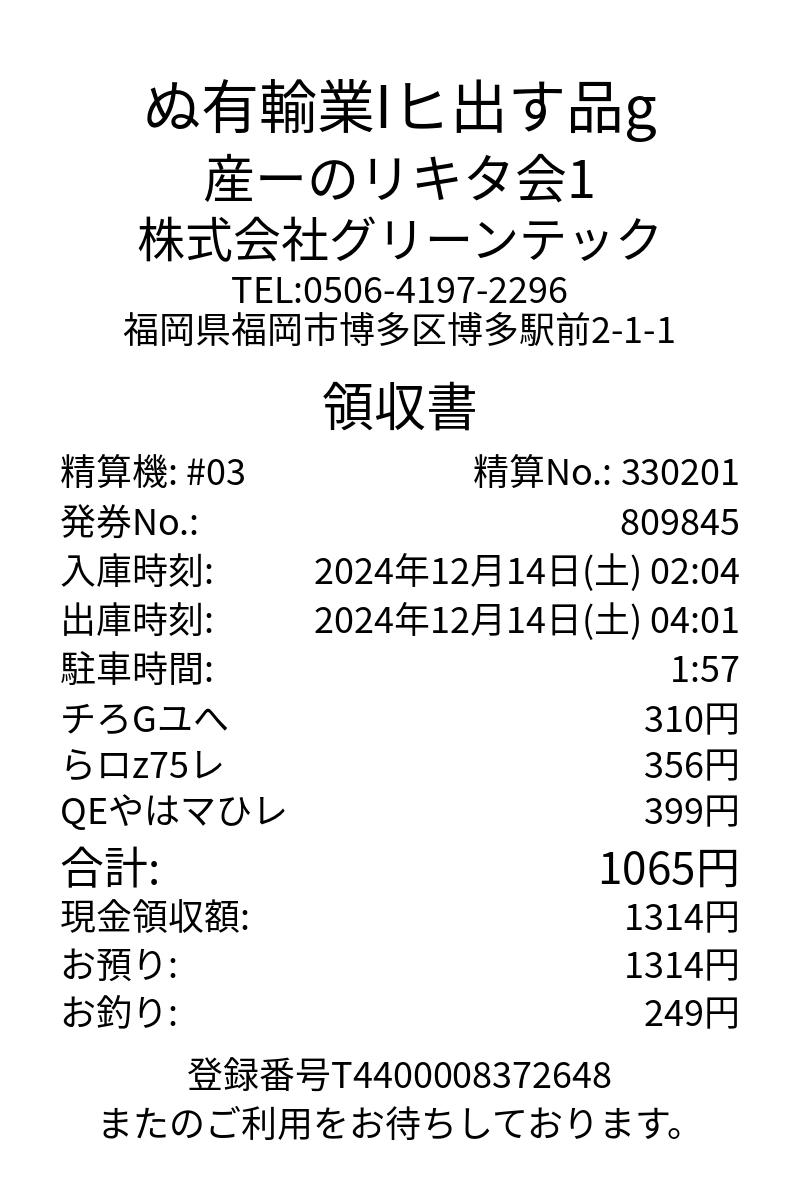 ぬ有輸業Iヒ出す品g
産ーのリキタ会1
株式会社グリーンテック
TEL:0506-4197-2296
福岡県福岡市博多区博多駅前2-1-1
領収書
精算機: #03 精算No.: 330201
発券No.: 809845
入庫時刻: 2024年12月14日(土) 02:04
出庫時刻: 2024年12月14日(土) 04:01
駐車時間: 1:57
チろGユへ 310円
らロz75レ 356円
QEやはマひレ 399円
合計: 1065円
現金領収額: 1314円
お預り: 1314円
お釣り: 249円
登録番号T4400008372648
またのご利用をお待ちしております。